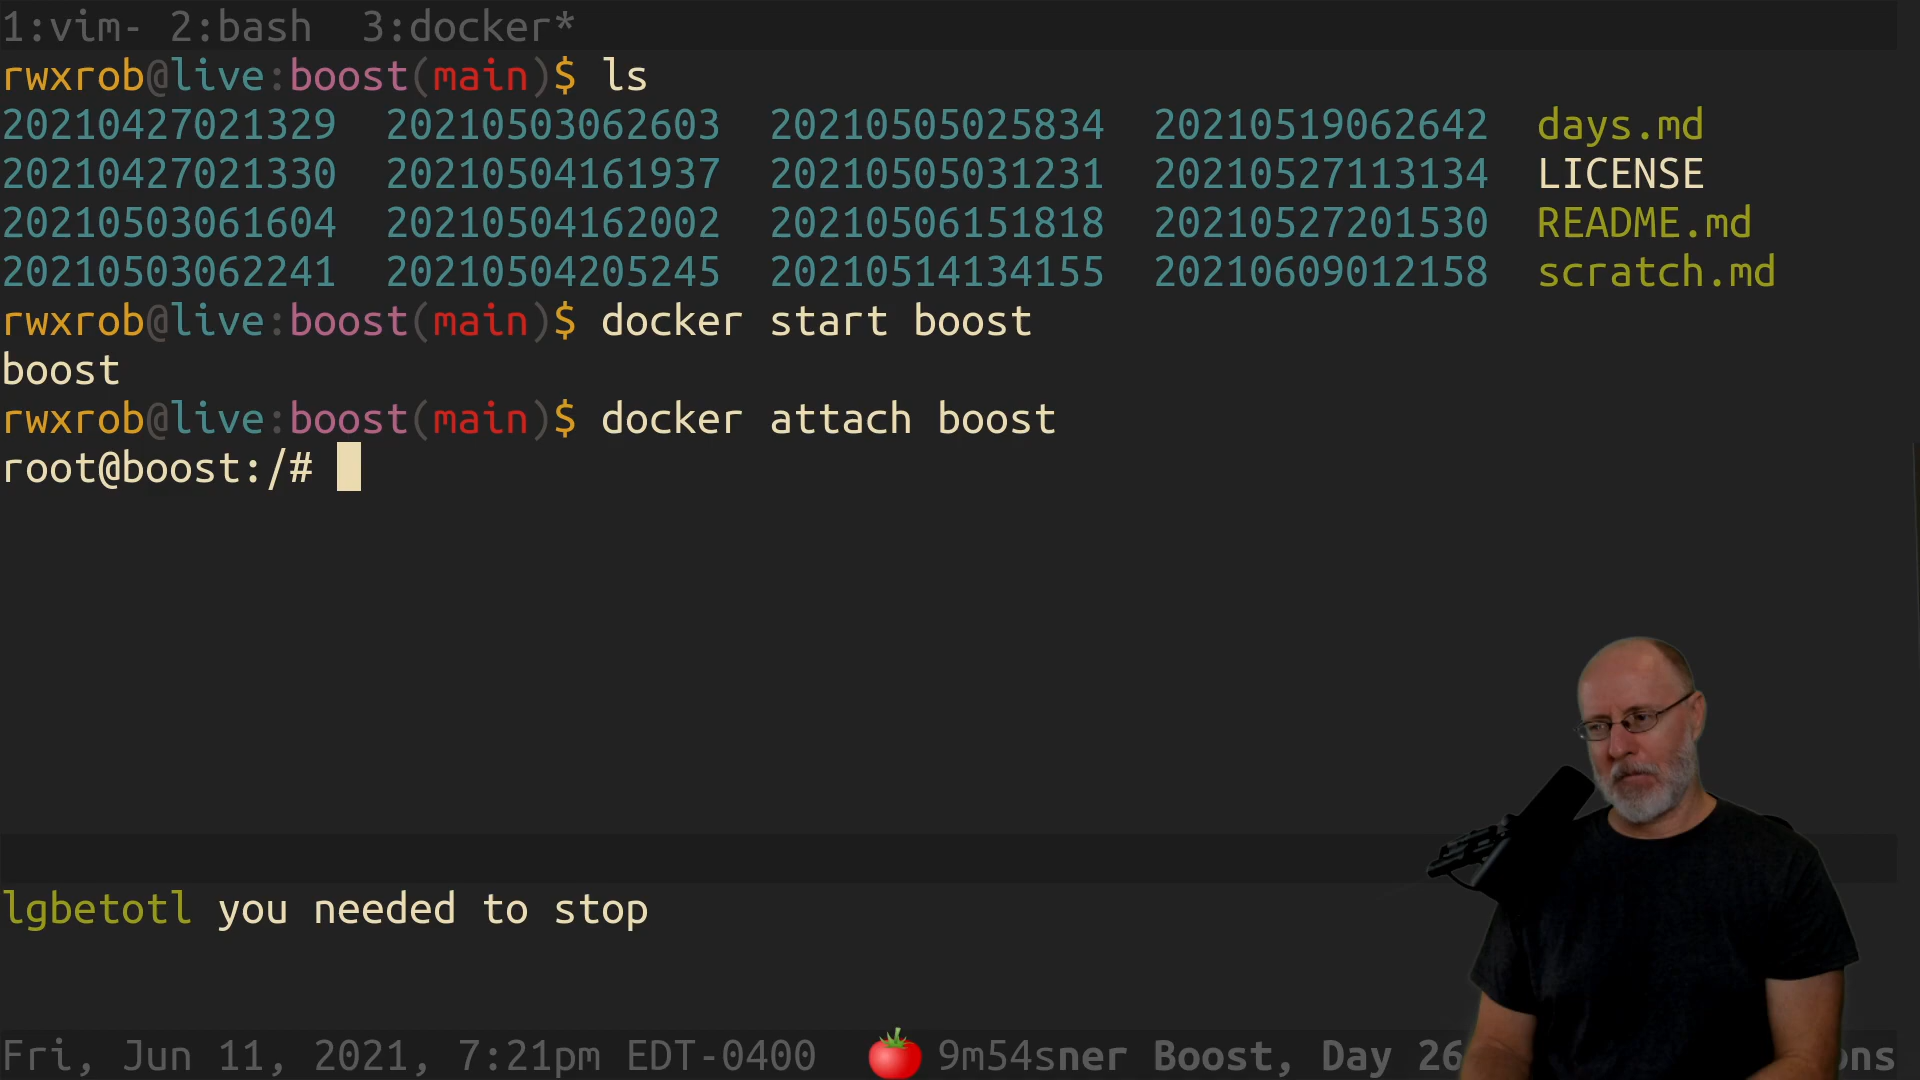 1:vim- 2:bash  3:docker*
rwxrob@live:boost(main)$ ls
20210427021329  20210503062603  20210505025834  20210519062642  days.md
20210427021330  20210504161937  20210505031231  20210527113134  LICENSE
20210503061604  20210504162002  20210506151818  20210527201530  README.md
20210503062241  20210504205245  20210514134155  20210609012158  scratch.md
rwxrob@live:boost(main)$ docker start boost
boost
rwxrob@live:boost(main)$ docker attach boost
root@boost:/#
lgbetotl you needed to stop
Fri, Jun 11, 2021, 7:21pm EDT-0400  🍅 9m54sner Boost, Day 26